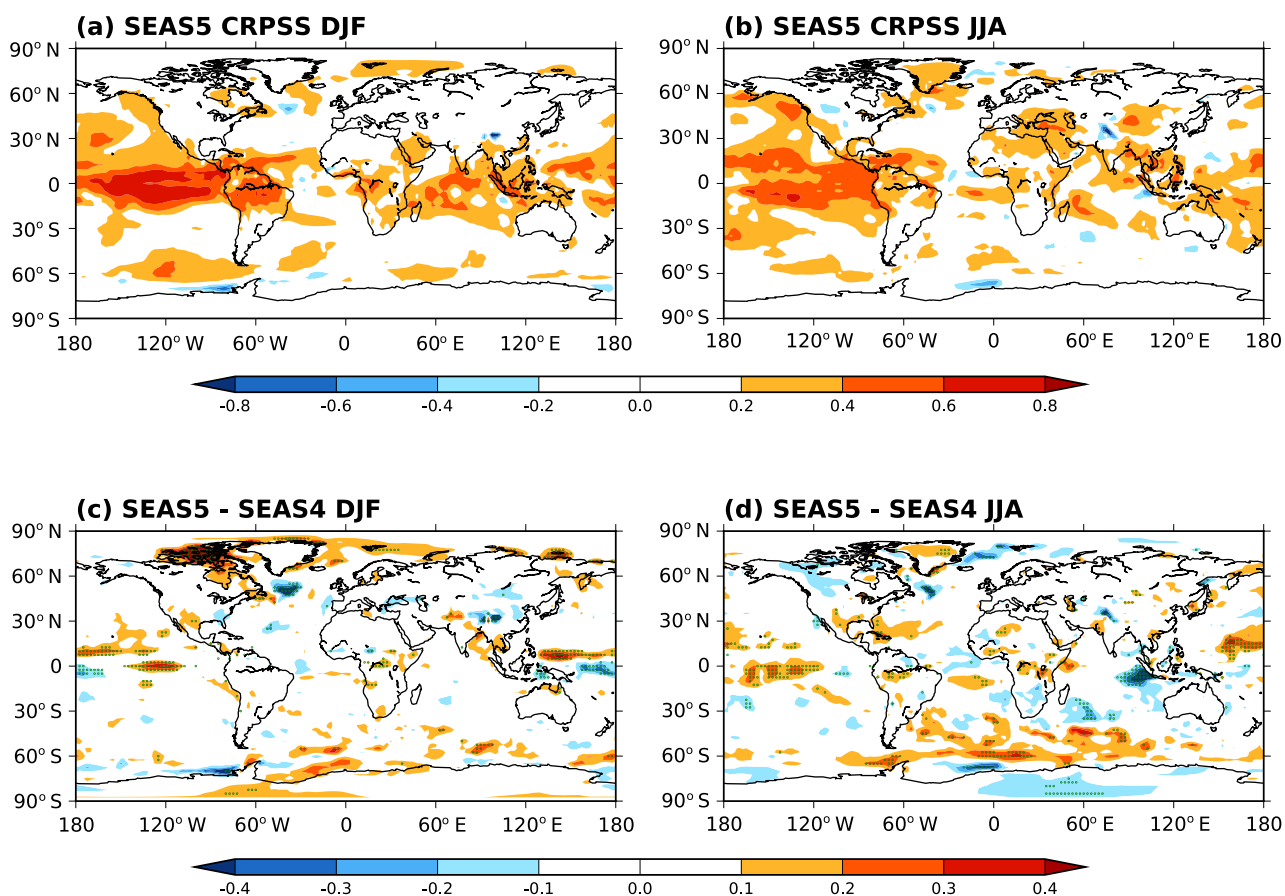 (a) SEAS5 CRPSS DJF
(b) SEAS5 CRPSS JJA
90° N
60° N
30° N
0
30° S
60° S
90° S
180 120° W 60° W 0 60° E 120° E 180
90° N
60° N
30° N
0
30° S
60° S
90° S
180 120° W 60° W 0 60° E 120° E 180
-0.8 -0.6 -0.4 -0.2 0.0 0.2 0.4 0.6 0.8
(c) SEAS5 - SEAS4 DJF
(d) SEAS5 - SEAS4 JJA
90° N
60° N
30° N
0
30° S
60° S
90° S
180 120° W 60° W 0 60° E 120° E 180
90° N
60° N
30° N
0
30° S
60° S
90° S
180 120° W 60° W 0 60° E 120° E 180
-0.4 -0.3 -0.2 -0.1 0.0 0.1 0.2 0.3 0.4